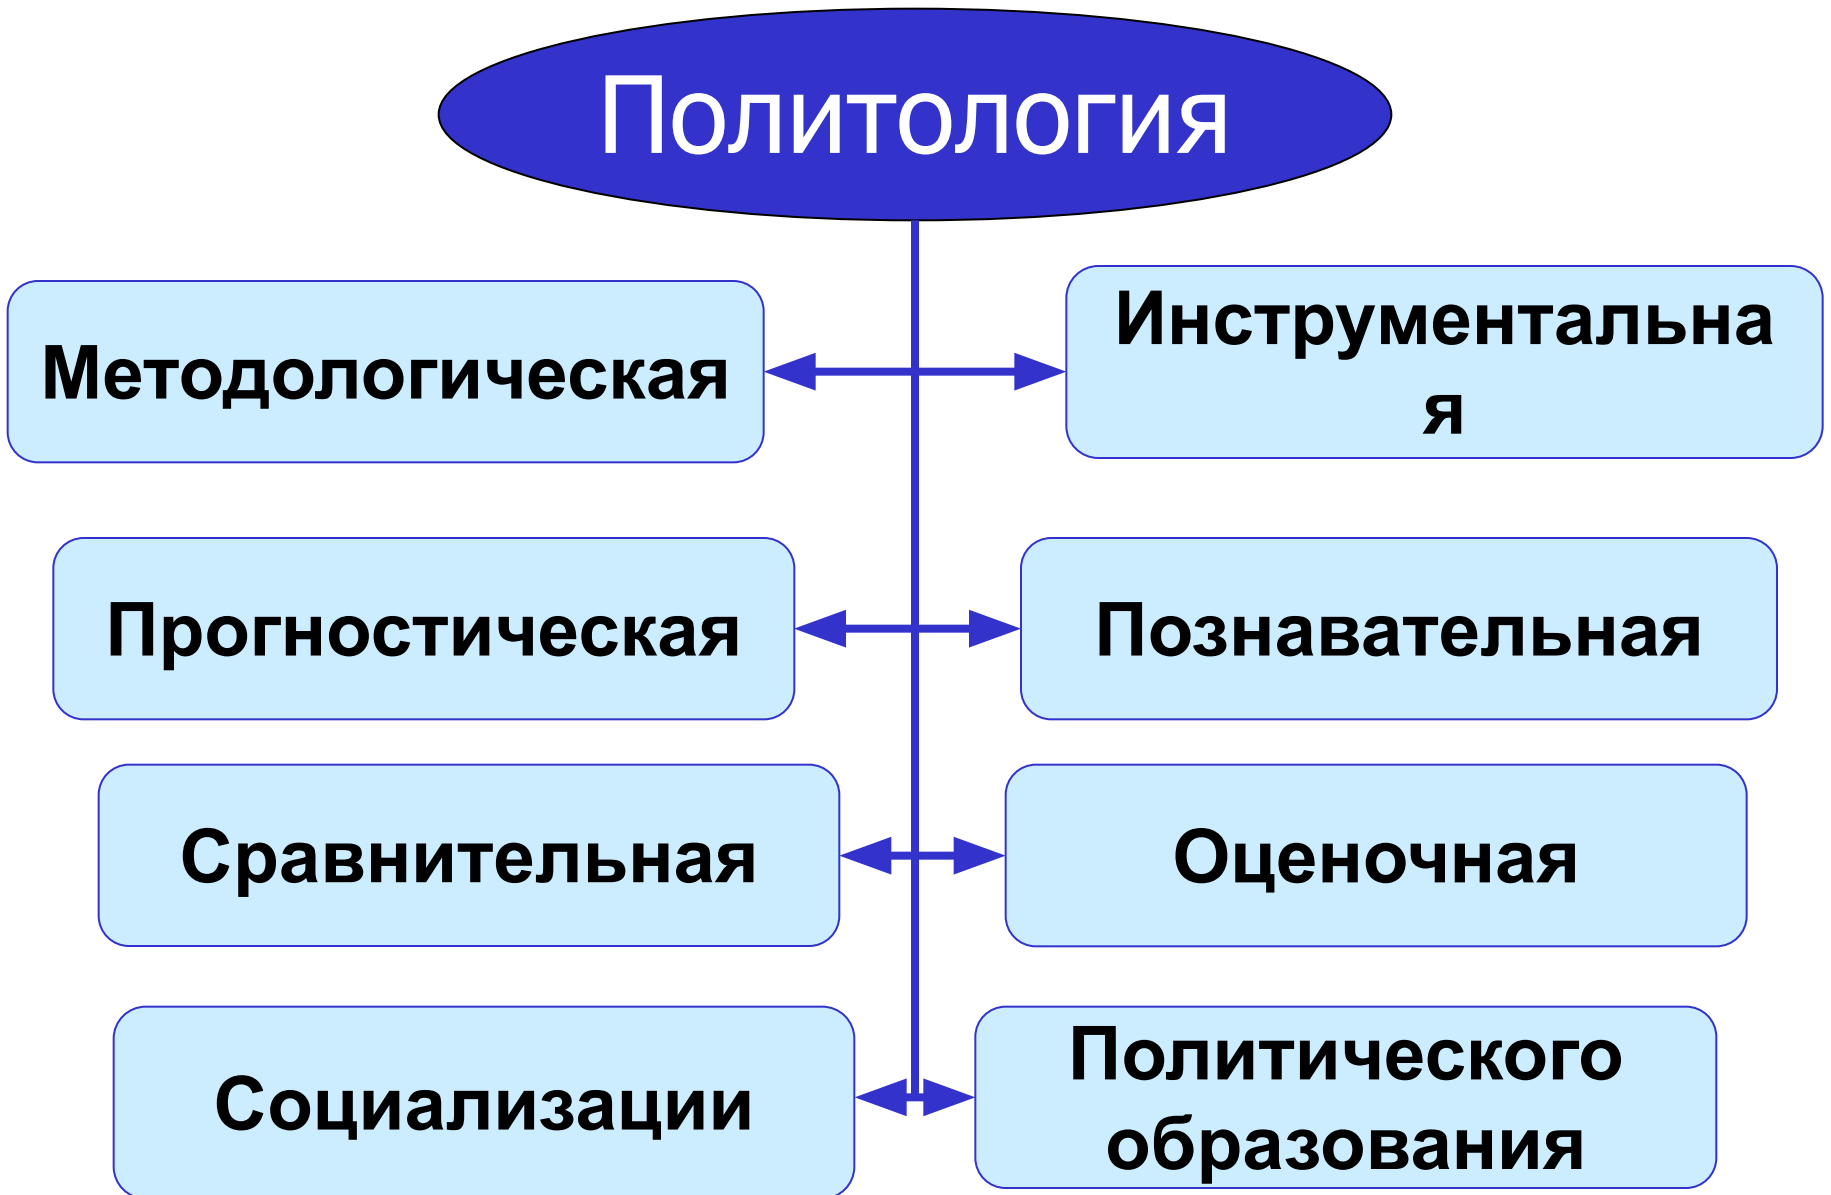 Политология
Методологическая
Инструментальна
я
Прогностическая
Познавательная
Сравнительная
Оценочная
Социализации
Политического
образования